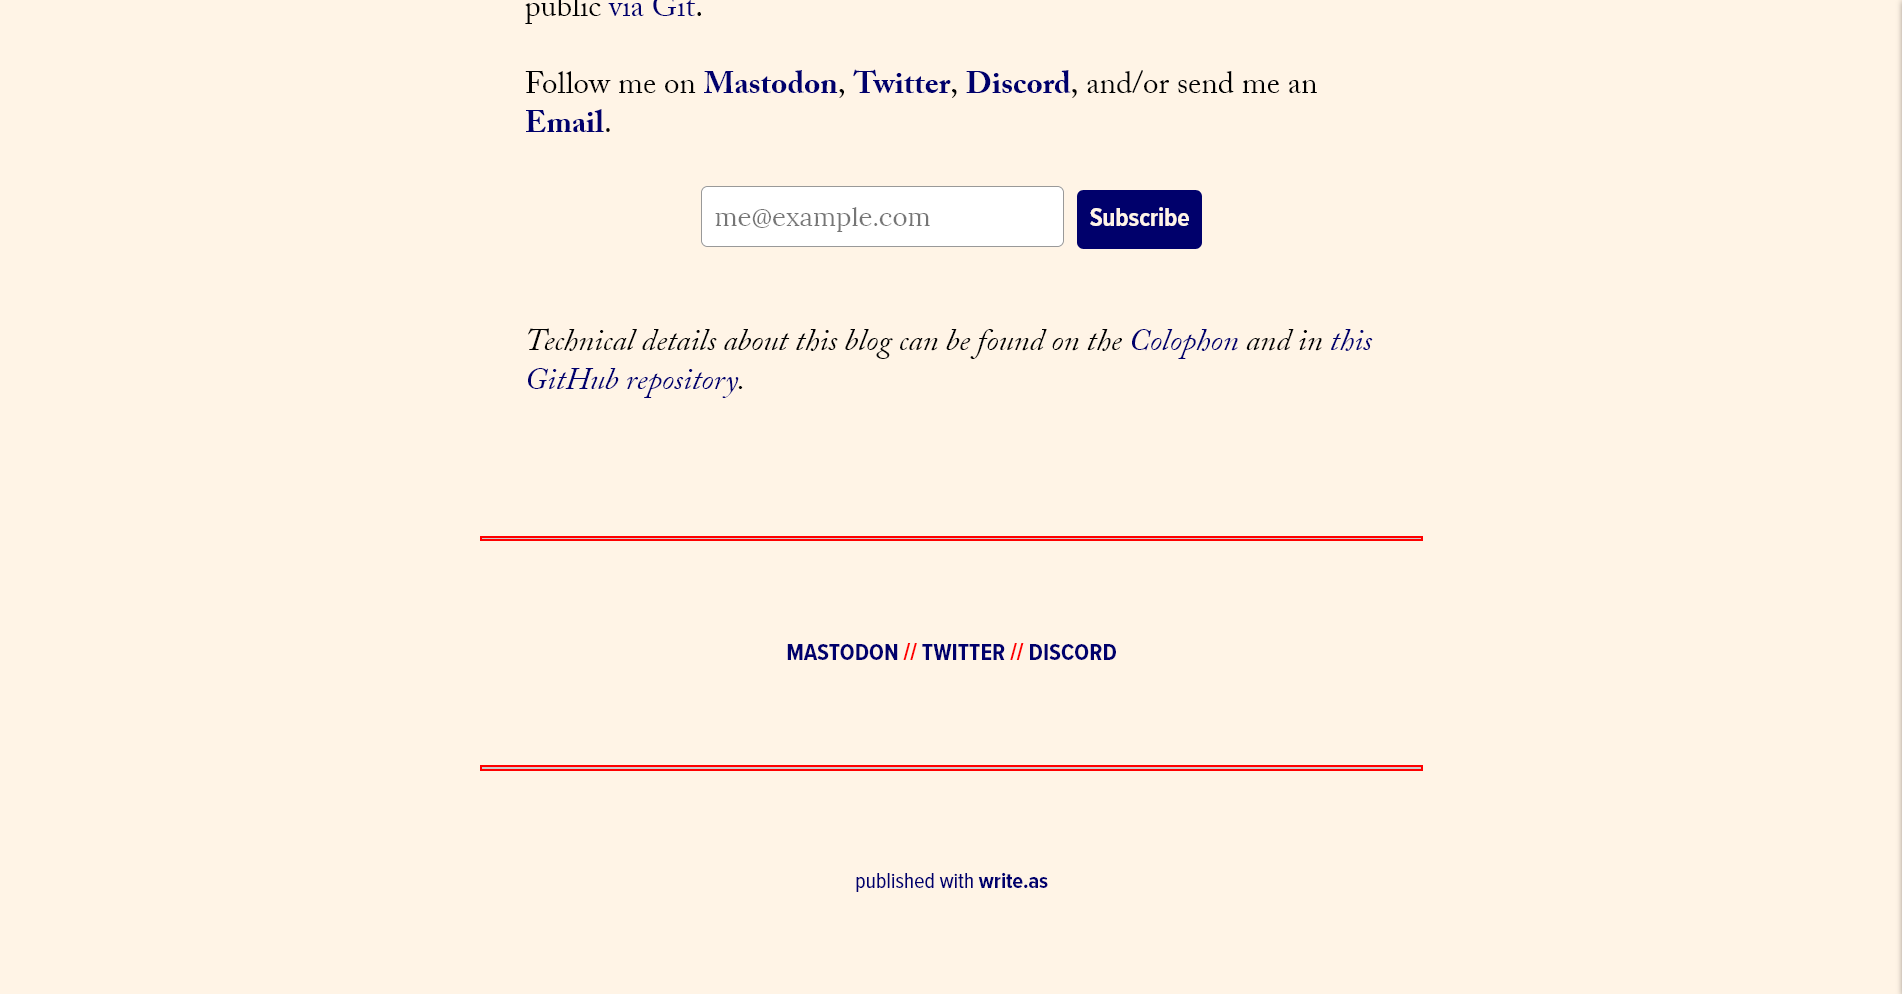 public via Git.
Follow me on Mastodon, Twitter, Discord, and/or send me an
Email.
me@example.com Subscribe
Technical details about this blog can be found on the Colophon and in this
GitHub repository.
MASTODON // TWITTER // DISCORD
published with write.as